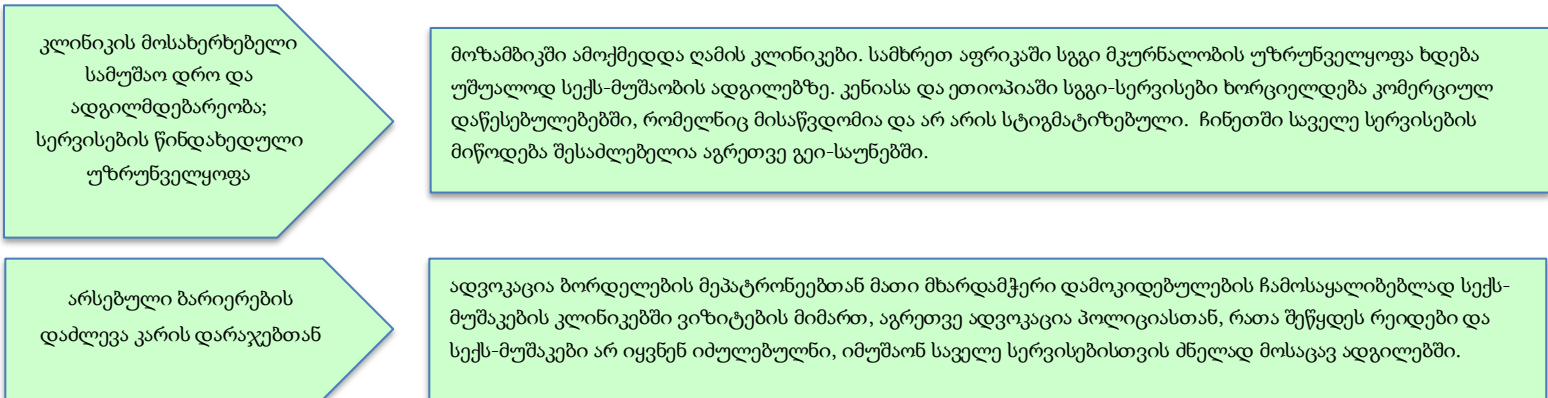 კლინიკის მოსახერხებელი
სამუშაო დრო და
ადგილმდებარეობა;
სერვისების წინდახედული
უზრუნველყოფა
მოზამბიკში ამოქმედდა ღამის კლინიკები. სამხრეთ აფრიკაში სგგი მკურნალობის უზრუნველყოფა ხდება
უშუალოდ სექს-მუშაობის ადგილებზე. კენიასა და ეთიოპიაში სგგი-სერვისები ხორციელდება კომერციულ
დაწესებულებებში, რომელნიც მისაწვდომია და არ არის სტიგმატიზებული. ჩინეთში საველე სერვისების
მიწოდება შესაძლებელია აგრეთვე გეი-საუნებში.
არსებული ბარიერების
დაძლევა კარის დარაჯებთან
ადვოკაცია ბორდელების მეპატრონეებთან მათი მხარდამჭერი დამოკიდებულების ჩამოსაყალიბებლად სექს-
მუშაკების კლინიკებში ვიზიტების მიმართ, აგრეთვე ადვოკაცია პოლიციასთან, რათა შეწყდეს რეიდები და
სექს-მუშაკები არ იყვნენ იძულებულნი, იმუშაონ საველე სერვისებისთვის ძნელად მოსაცავ ადგილებში.